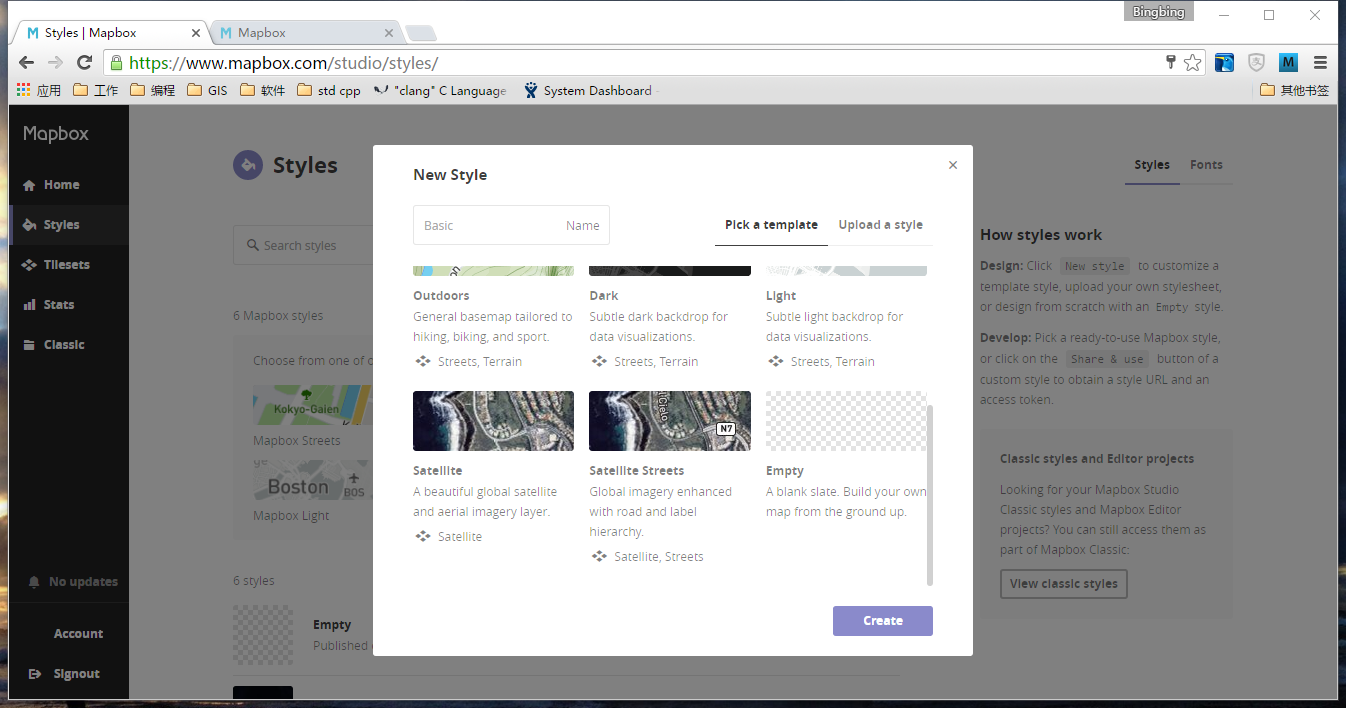 Bingbing
Styles | Mapbox
Mapbox
https://www.mapbox.com/studio/styles/
应用
工作
编程
GIS
软件
std cpp
"clang" C Language
System Dashboard -
其他书签
Mapbox
Home
Styles
Tilesets
Stats
Classic
No updates
Account
Signout
Styles
Search styles
6 Mapbox styles
Choose from one of
Kokyo-Gaien
Mapbox Streets
Boston
BOS
Mapbox Light
6 styles
Empty
Published
New Style
Basic Name
Pick a template
Upload a style
Outdoors
General basemap tailored to
hiking, biking, and sport.
Streets, Terrain
Dark
Subtle dark backdrop for
data visualizations.
Streets, Terrain
Light
Subtle light backdrop for
data visualizations.
Streets, Terrain
Satellite
A beautiful global satellite
and aerial imagery layer.
Satellite
N7
Satellite Streets
Global imagery enhanced
with road and label
hierarchy.
Satellite, Streets
Empty
A blank slate. Build your own
map from the ground up.
Create
Styles
Fonts
How styles work
Design: Click New style to customize a
template style, upload your own stylesheet,
or design from scratch with an Empty style.
Develop: Pick a ready-to-use Mapbox style,
or click on the Share & use button of a
custom style to obtain a style URL and an
access token.
Classic styles and Editor projects
Looking for your Mapbox Studio
Classic styles and Mapbox Editor
projects? You can still access them as
part of Mapbox Classic:
View classic styles